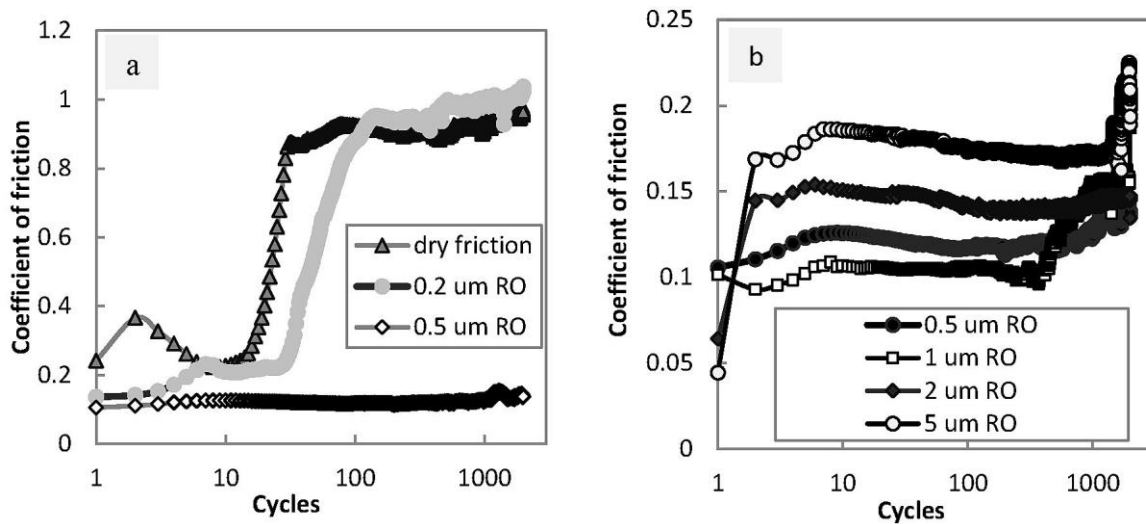 a
Coefficient of friction
1.2
1
0.8
0.6
0.4
0.2
0
dry friction
0.2 um RO
0.5 um RO
1 10 100 1000
Cycles
b
Coefficient of friction
0.25
0.2
0.15
0.1
0.05
0
0.5 um RO
1 um RO
2 um RO
5 um RO
1 10 100 1000
Cycles